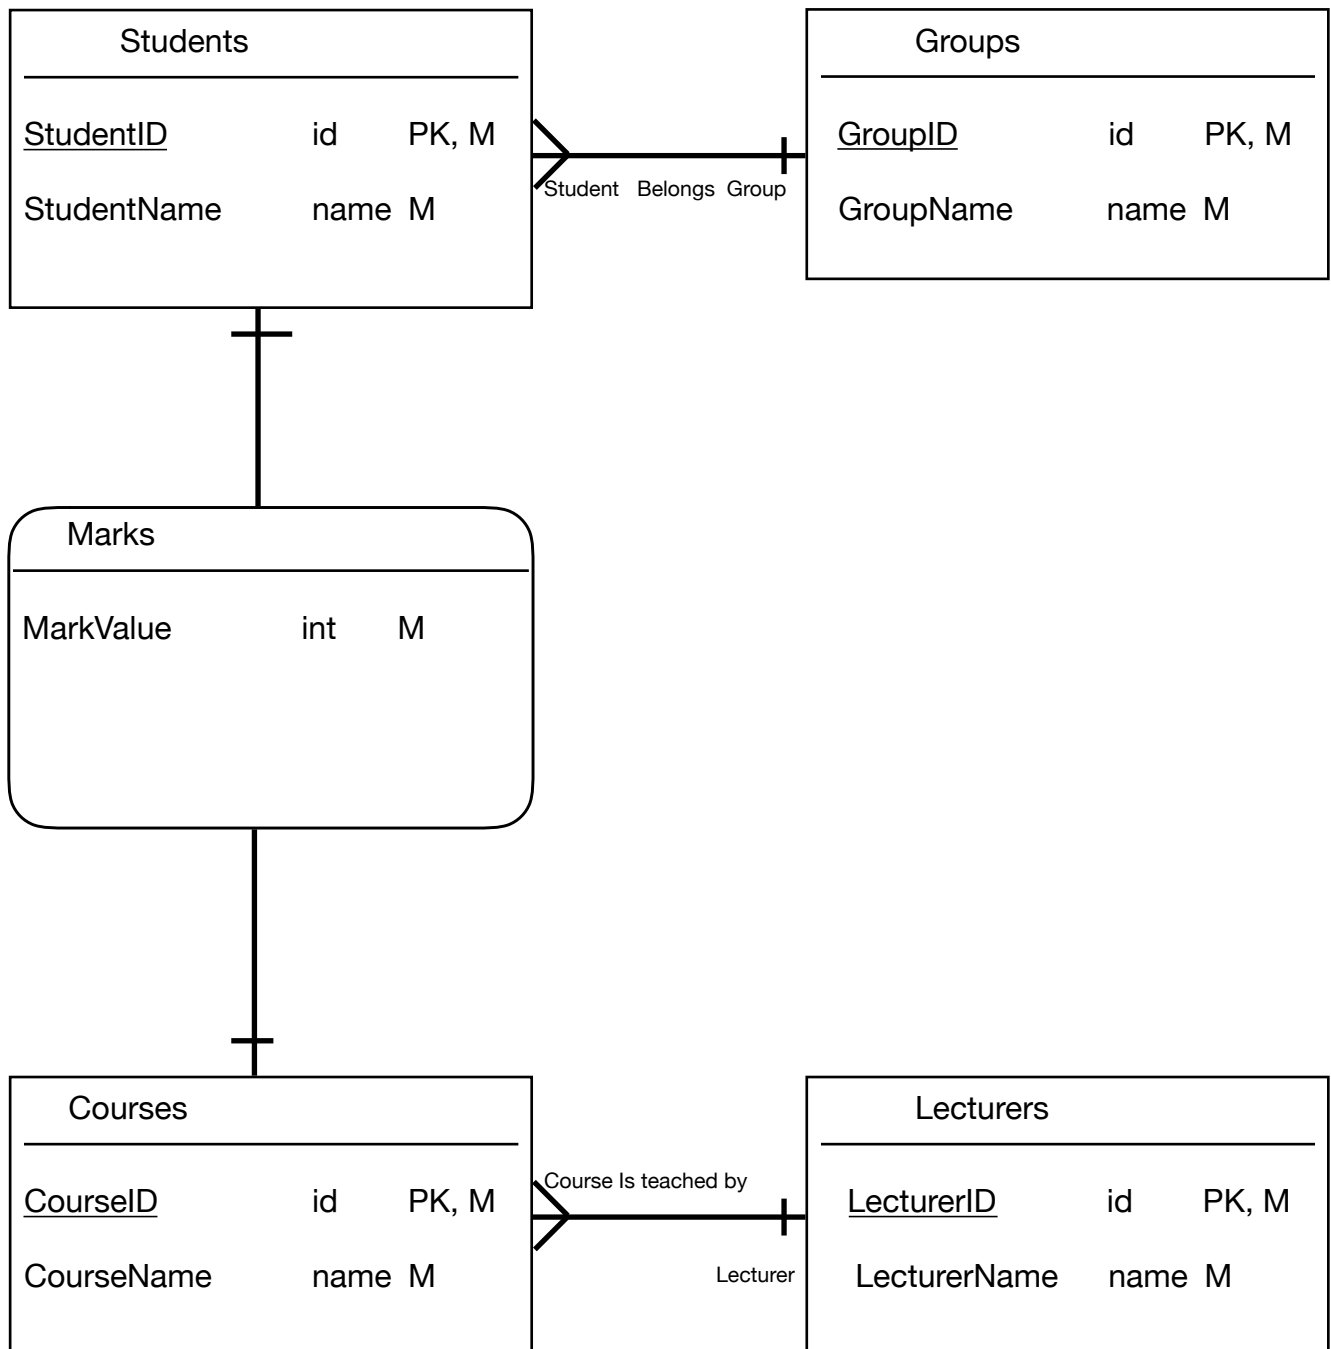 Students
StudentID id PK, M
StudentName name M
Student Belongs Group
Groups
GroupID id PK, M
GroupName name M
Marks
MarkValue int M
Courses
CourseID id PK, M
CourseName name M
Course Is teached by
Lecturer
Lecturers
LecturerID id PK, M
LecturerName name M